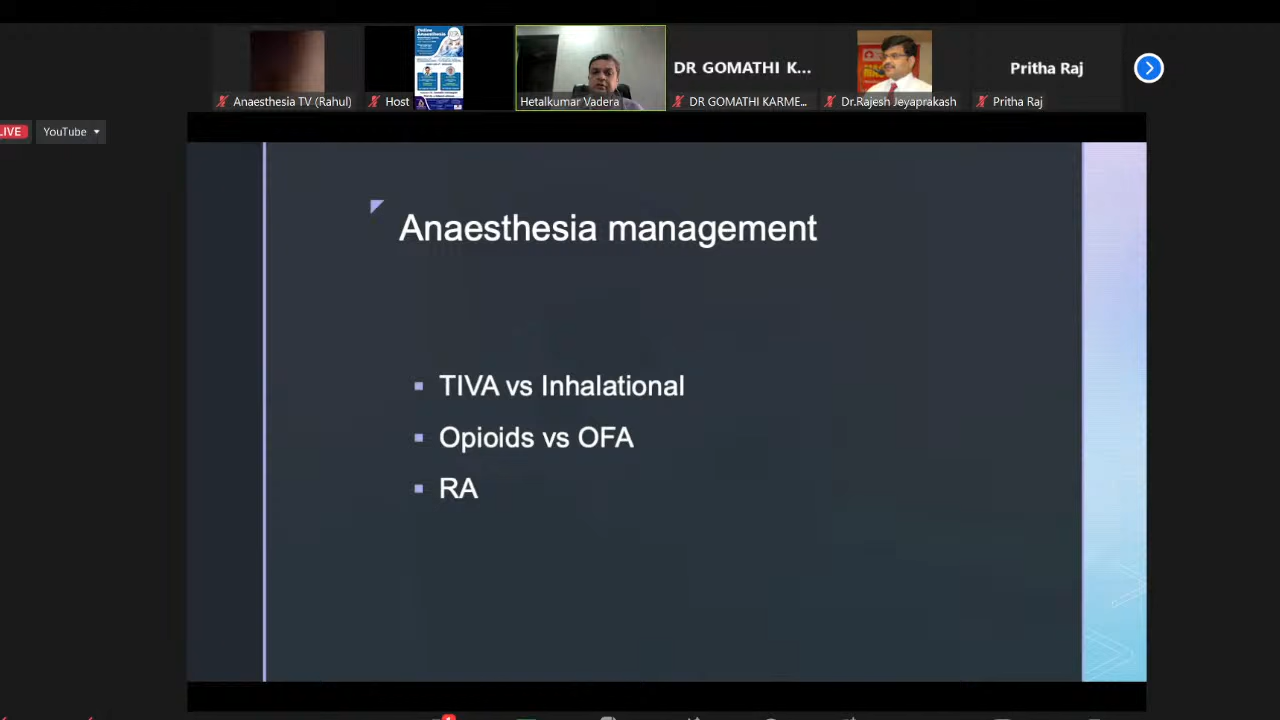 DR GOMATHI K...
Pritha Raj
Anaesthesia TV (Rahul)
Host
Hetalkumar Vadera
DR GOMATHI KARME...
Dr.Rajesh Jeyaprakash
Pritha Raj
LIVE
YouTube
Anaesthesia management
TIVA vs Inhalational
Opioids vs OFA
RA